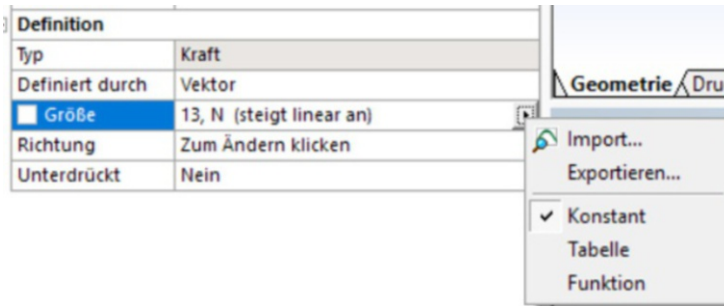 Definition
Typ Kraft
Definiert durch Vektor
Größe 13, N (steigt linear an)
Richtung Zum Ändern klicken
Unterdrückt Nein
Geometrie Dru
Import...
Exportieren...
Konstant
Tabelle
Funktion